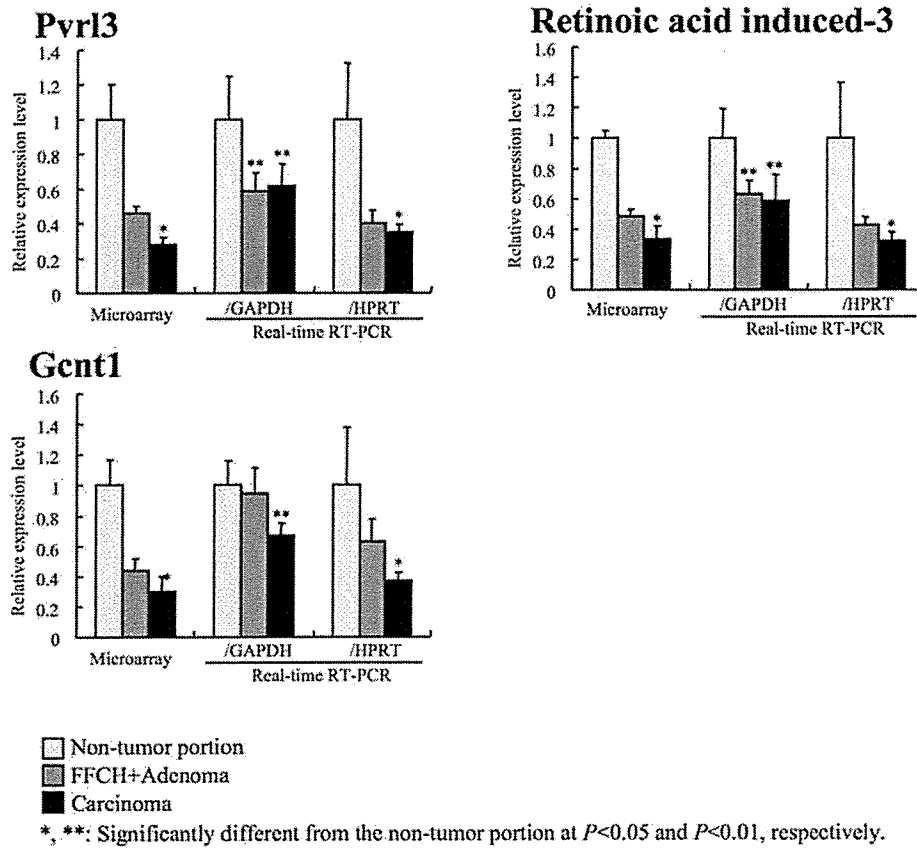 Pvrl3
Relative expression level
1.4
1.2
1
0.8
0.6
0.4
0.2
0
*
** **
*
Microarray
/GAPDH
/HPRT
Real-time RT-PCR
Retinoic acid induced-3
Relative expression level
1.6
1.4
1.2
1
0.8
0.6
0.4
0.2
0
*
** **
*
Microarray
/GAPDH
/HPRT
Real-time RT-PCR
Gcnt1
Relative expression level
1.6
1.4
1.2
1
0.8
0.6
0.4
0.2
0
*
**
*
Microarray
/GAPDH
/HPRT
Real-time RT-PCR
Non-tumor portion
FFCH+Adenoma
Carcinoma
*, **: Significantly different from the non-tumor portion at P<0.05 and P<0.01, respectively.